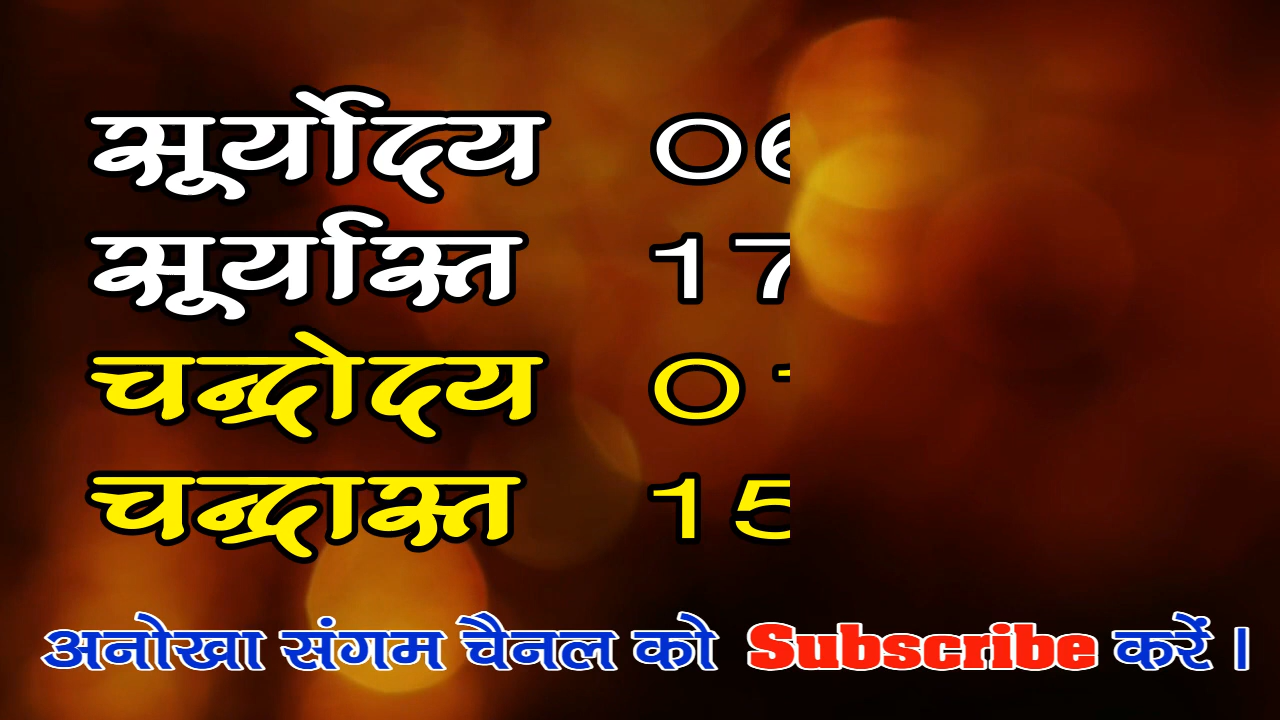 सूर्योदय 06
सूर्यास्त 17
चन्द्रोदय 0
चन्द्रास्त 15
अनोखा संगम चैनल को Subscribe करें ।